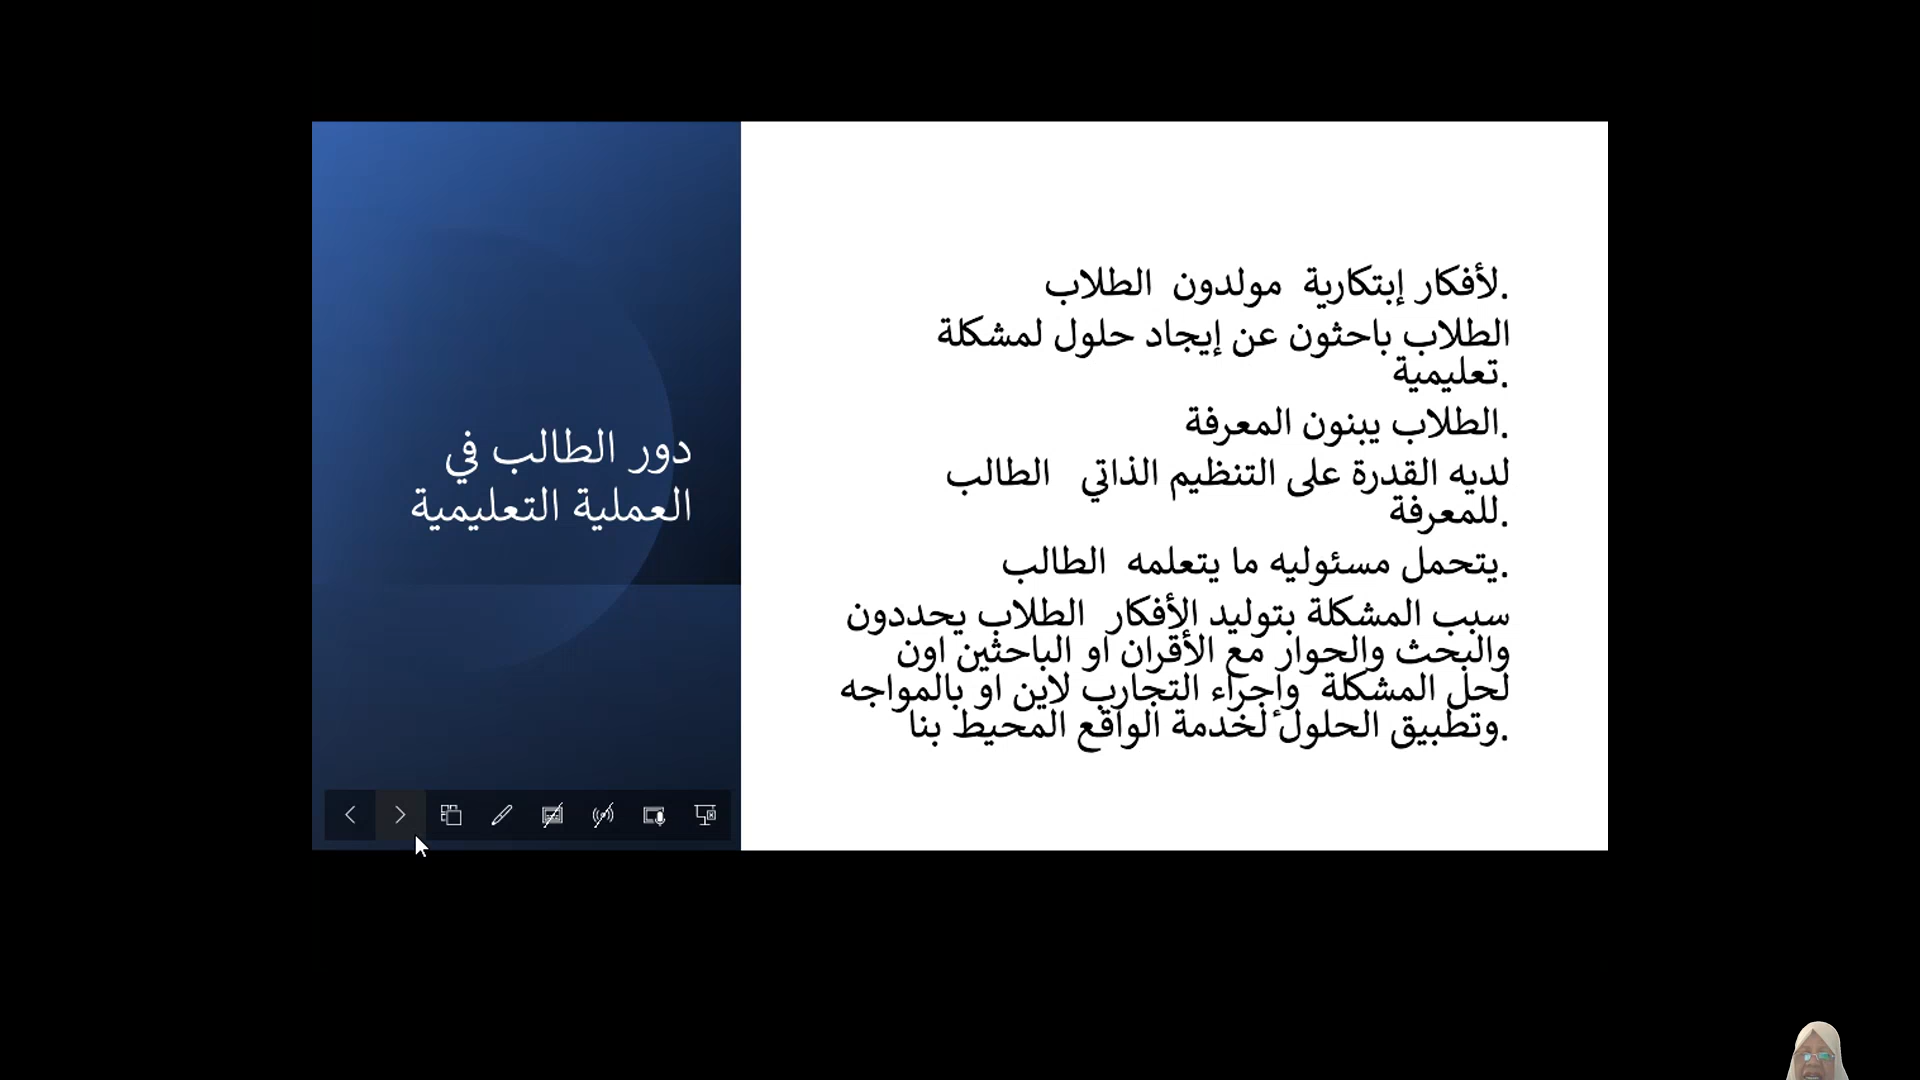 دور الطالب في
العملية التعليمية
.لأفكار إبتكارية مولدون الطلاب
الطلاب باحثون عن إيجاد حلول لمشكلة
.تعليمية
.الطلاب يبنون المعرفة
لديه القدرة على التنظيم الذاتي الطالب
.للمعرفة
.يتحمل مسئوليه ما يتعلمه الطالب
سبب المشكلة بتوليد الأفكار الطلاب يحددون
والبحث والحوار مع الأقران او الباحثين اون
لحل المشكلة وإجراء التجارب لاين او بالمواجه
.وتطبيق الحلول لخدمة الواقع المحيط بنا